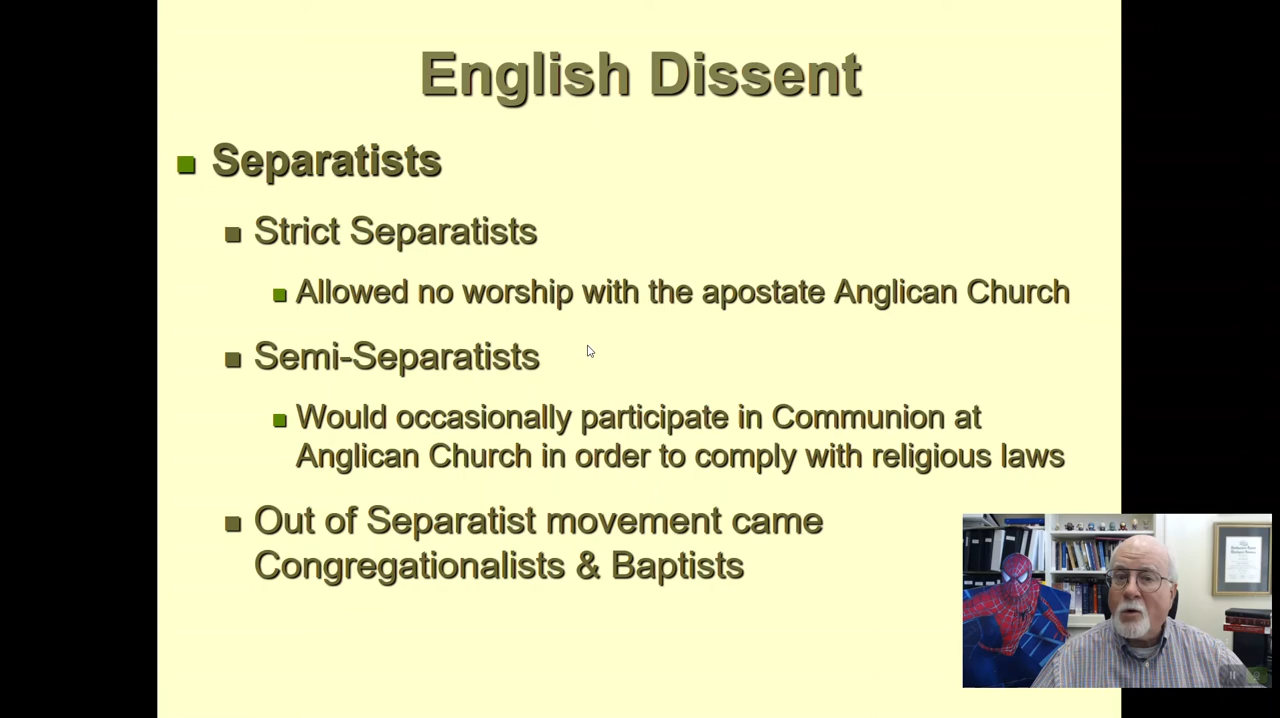 English Dissent
Separatists
Strict Separatists
Allowed no worship with the apostate Anglican Church
Semi-Separatists
Would occasionally participate in Communion at
Anglican Church in order to comply with religious laws
Out of Separatist movement came
Congregationalists & Baptists